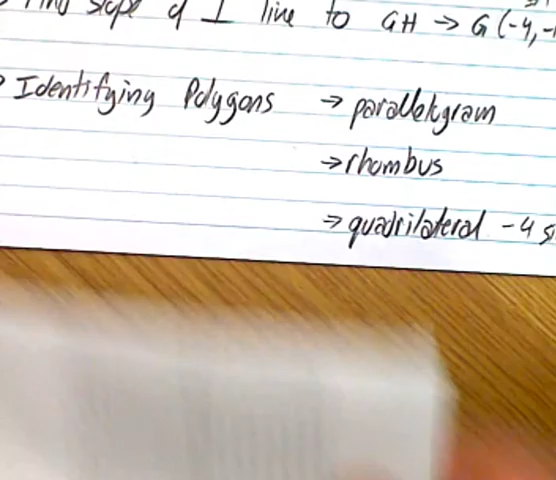 Find slope of ⊥ line to GH → G(-4,-
Identifying Polygons → parallelogram
→ rhombus
→ quadrilateral - 4 s